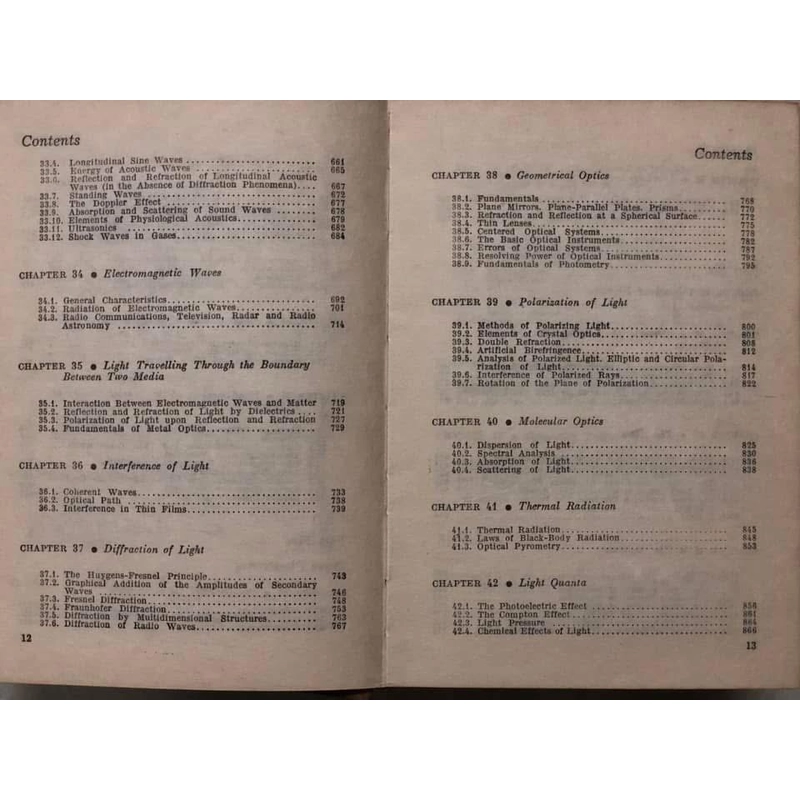 Contents
33.4. Longitudinal Sine Waves ........................ 661
33.5. Energy of Acoustic Waves ........................ 665
33.6. Reflection and Refraction of Longitudinal Acoustic
Waves (in the Absence of Diffraction Phenomena).... 667
33.7. Standing Waves ........................ 672
33.8. The Doppler Effect ........................ 677
33.9. Absorption and Scattering of Sound Waves ........ 678
33.10. Elements of Physiological Acoustics................ 679
33.11. Ultrasonics ........................ 682
33.12. Shock Waves in Gases........................ 684
CHAPTER 34 ● Electromagnetic Waves
34.1. General Characteristics........................ 692
34.2. Radiation of Electromagnetic Waves................ 701
34.3. Radio Communications, Television, Radar and Radio
Astronomy ........................ 714
CHAPTER 35 ● Light Travelling Through the Boundary
Between Two Media
35.1. Interaction Between Electromagnetic Waves and Matter 719
35.2. Reflection and Refraction of Light by Dielectrics .... 721
35.3. Polarization of Light upon Reflection and Refraction 727
35.4. Fundamentals of Metal Optics...................... 729
CHAPTER 36 ● Interference of Light
36.1. Coherent Waves........................ 733
36.2. Optical Path ........................ 738
36.3. Interference in Thin Films........................ 739
CHAPTER 37 ● Diffraction of Light
37.1. The Huygens-Fresnel Principle...................... 743
37.2. Graphical Addition of the Amplitudes of Secondary
Waves ........................ 746
37.3. Fresnel Diffraction........................ 748
37.4. Fraunhofer Diffraction........................ 753
37.5. Diffraction by Multidimensional Structures.......... 763
37.6. Diffraction of Radio Waves........................ 767
12
Contents
CHAPTER 38 ● Geometrical Optics
38.1. Fundamentals ........................ 768
38.2. Plane Mirrors. Plane-Parallel Plates. Prisms......... 770
38.3. Refraction and Reflection at a Spherical Surface...... 772
38.4. Thin Lenses........................ 775
38.5. Centered Optical Systems........................ 778
38.6. The Basic Optical Instruments...................... 782
38.7. Errors of Optical Systems........................ 787
38.8. Resolving Power of Optical Instruments............ 792
38.9. Fundamentals of Photometry...................... 795
CHAPTER 39 ● Polarization of Light
39.1. Methods of Polarizing Light...................... 800
39.2. Elements of Crystal Optics........................ 801
39.3. Double Refraction........................ 808
39.4. Artificial Birefringence........................ 812
39.5. Analysis of Polarized Light. Elliptic and Circular Pola-
rization of Light........................ 814
39.6. Interference of Polarized Rays.................... 817
39.7. Rotation of the Plane of Polarization.............. 822
CHAPTER 40 ● Molecular Optics
40.1. Dispersion of Light........................ 825
40.2. Spectral Analysis ........................ 830
40.3. Absorption of Light........................ 836
40.4. Scattering of Light........................ 838
CHAPTER 41 ● Thermal Radiation
41.1. Thermal Radiation........................ 845
41.2. Laws of Black-Body Radiation.................... 848
41.3. Optical Pyrometry........................ 853
CHAPTER 42 ● Light Quanta
42.1. The Photoelectric Effect ........................ 856
42.2. The Compton Effect........................ 861
42.3. Light Pressure ........................ 864
42.4. Chemical Effects of Light........................ 866
13